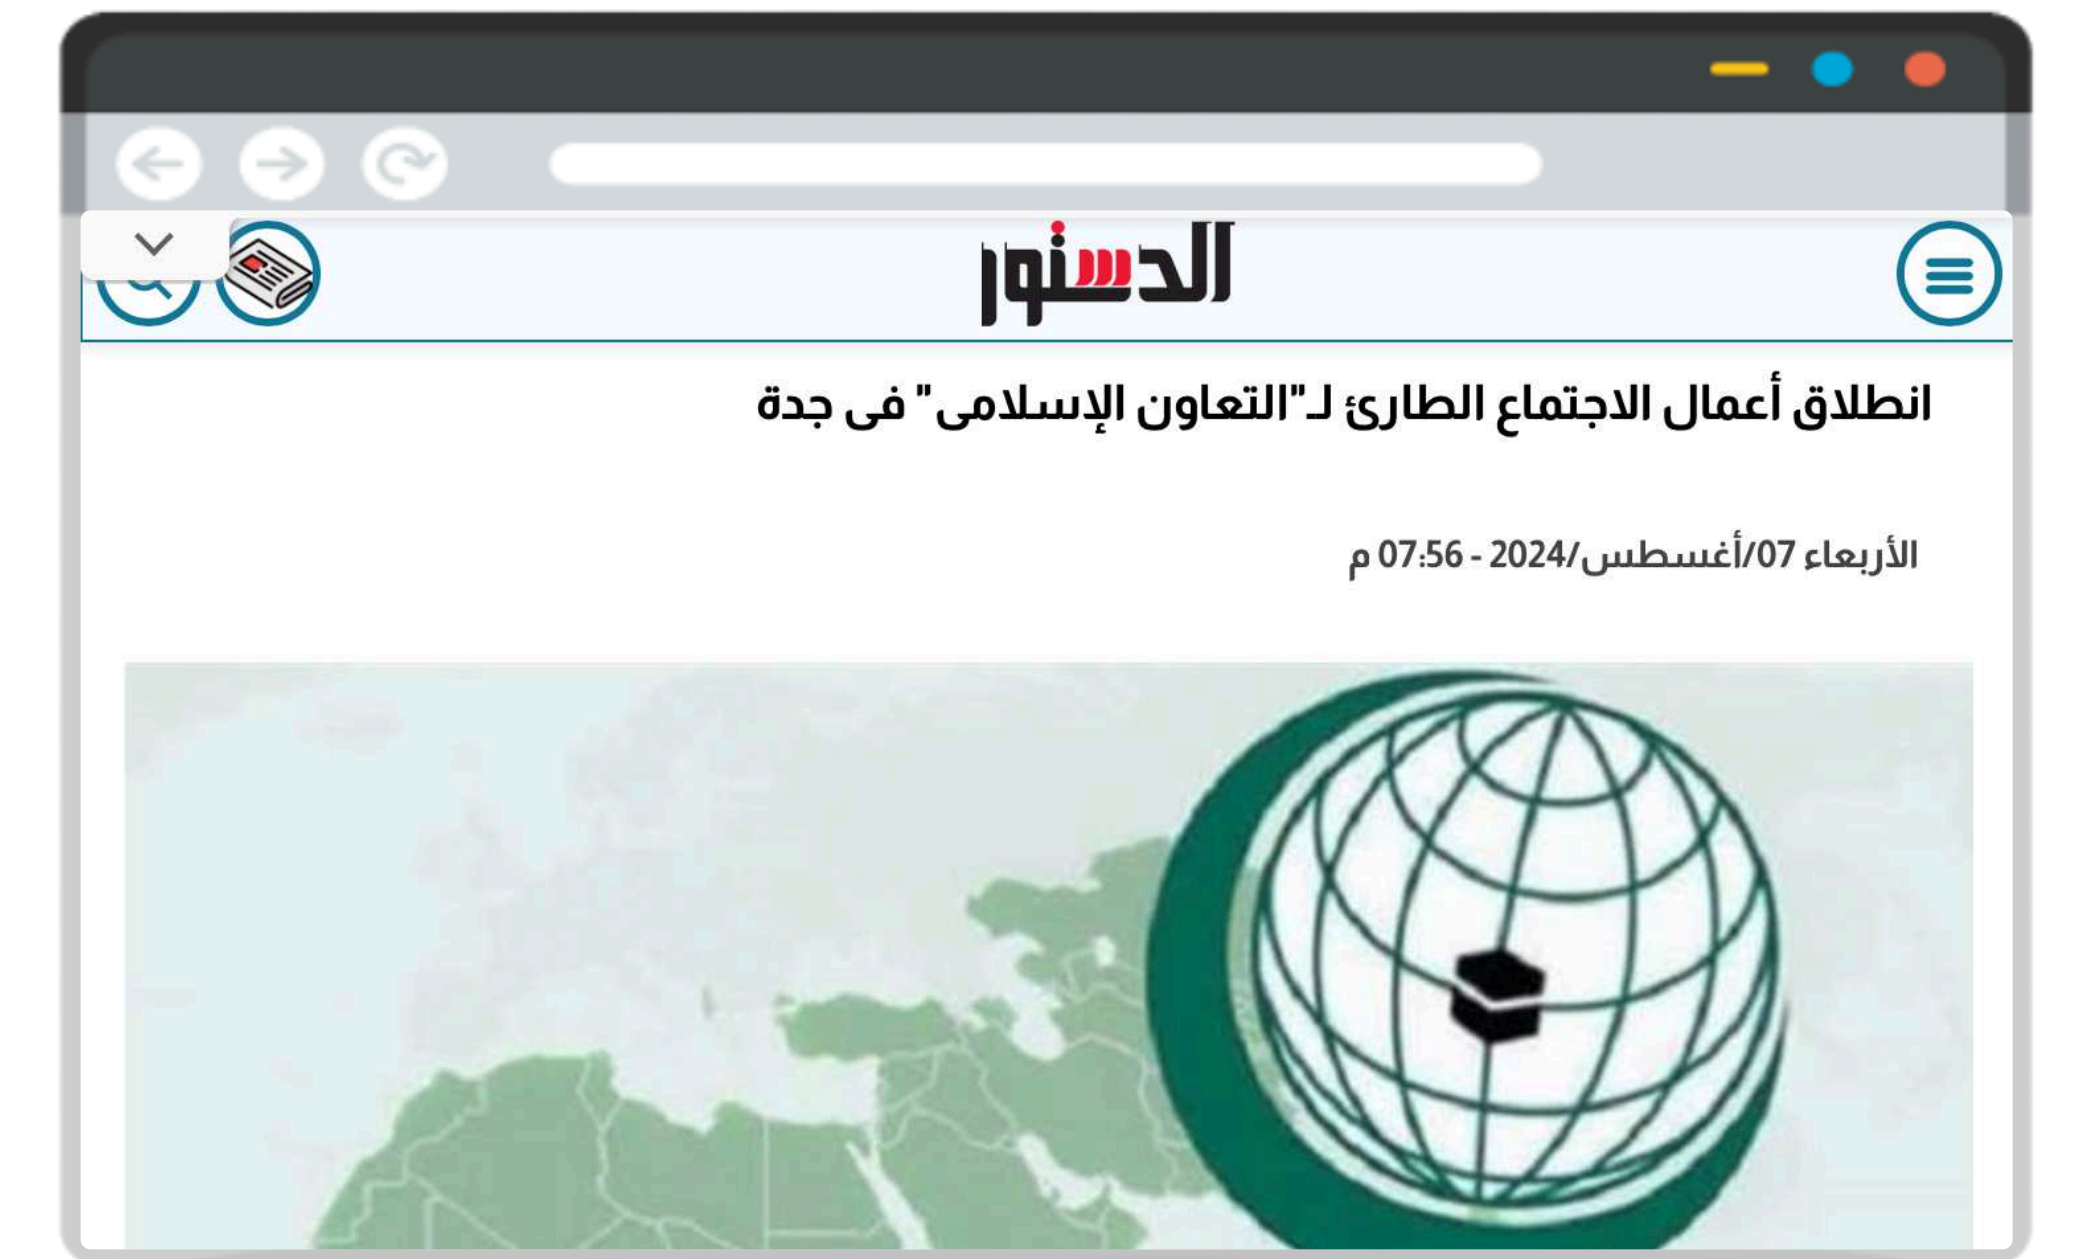 الدستور
انطلاق أعمال الاجتماع الطارئ لـ"التعاون الإسلامى" فى جدة
الأربعاء 07/أغسطس/2024 - 07:56 م